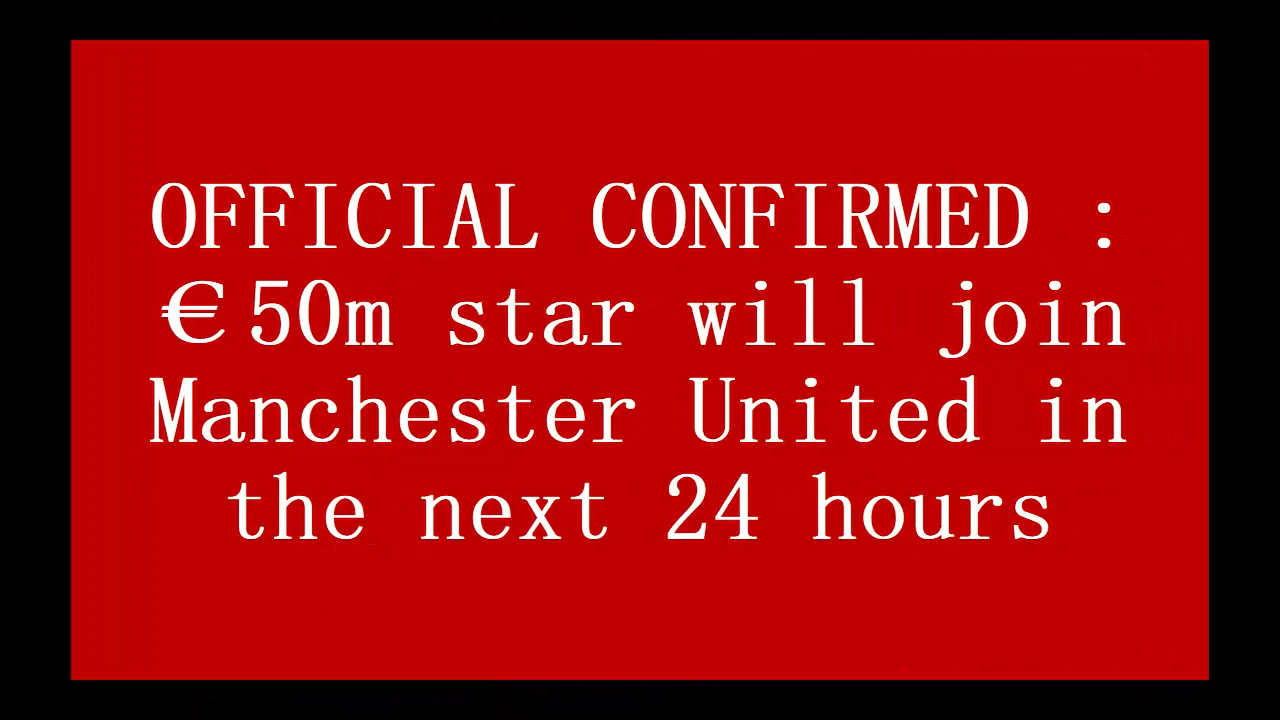 OFFICIAL CONFIRMED :
€50m star will join
Manchester United in
the next 24 hours